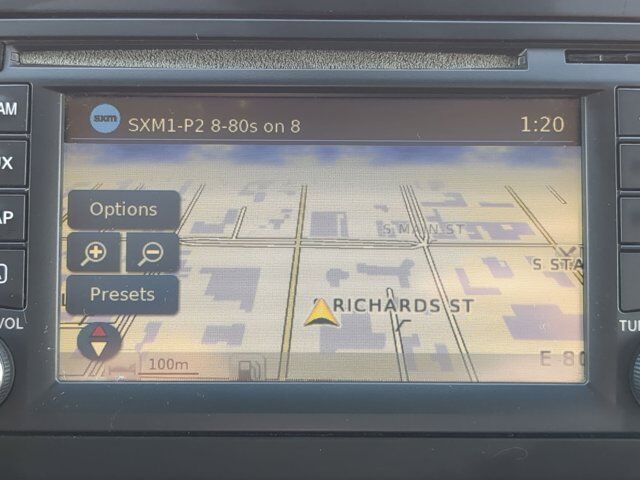 AM
sxm
SXM1-P2 8-80s on 8
1:20
UX
Options
S MAIN ST
AP
S STA
Presets
RICHARDS ST
/VOL
TU
100m
E 80